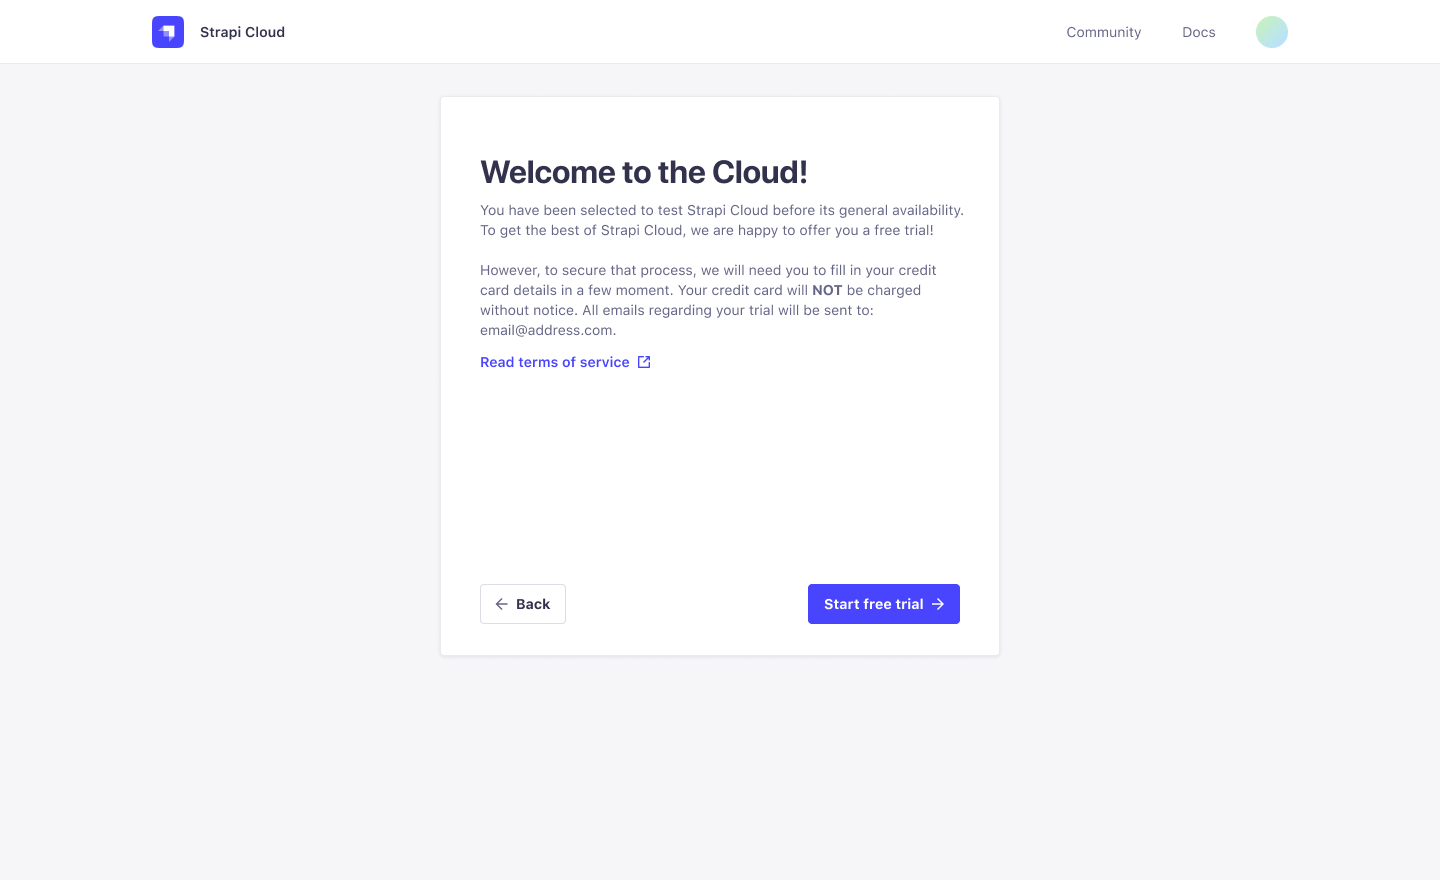 Strapi Cloud
Community
Docs
Welcome to the Cloud!
You have been selected to test Strapi Cloud before its general availability.
To get the best of Strapi Cloud, we are happy to offer you a free trial!
However, to secure that process, we will need you to fill in your credit
card details in a few moment. Your credit card will NOT be charged
without notice. All emails regarding your trial will be sent to:
email@address.com.
Read terms of service
Back
Start free trial